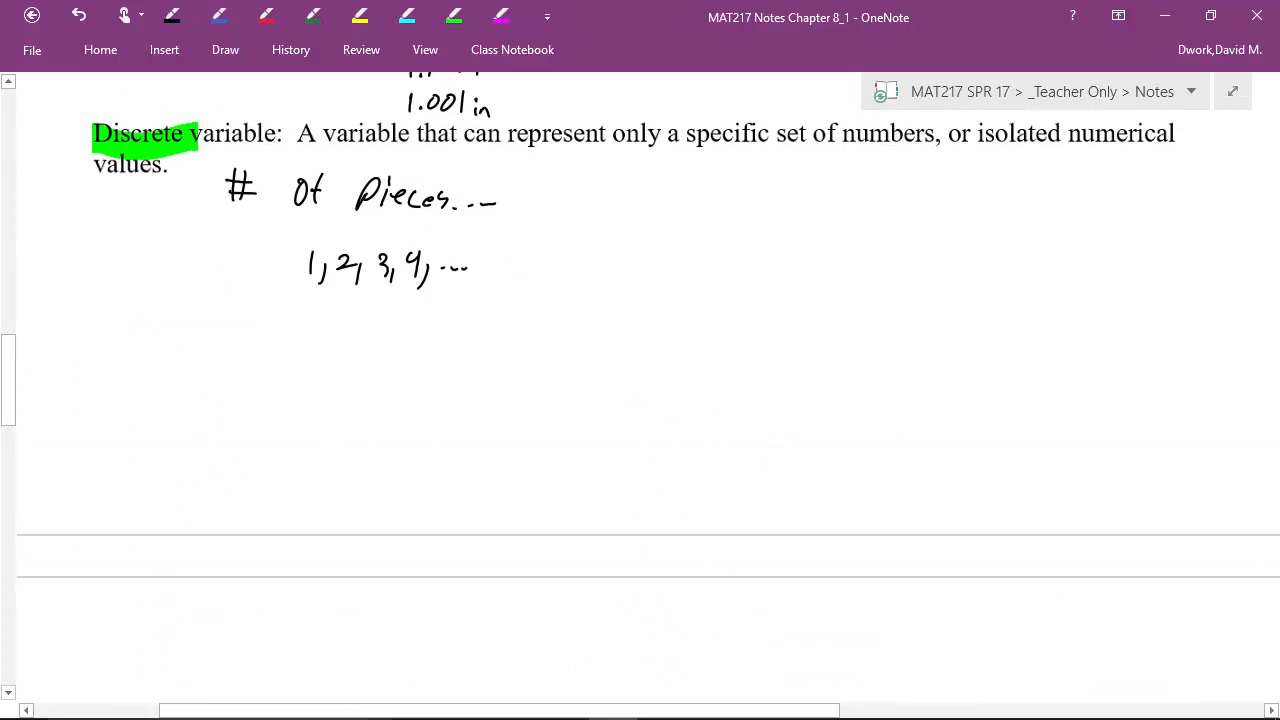 MAT217 Notes Chapter 8_1 - OneNote
?
File Home Insert Draw History Review View Class Notebook
Dwork,David M.
MAT217 SPR 17 > _Teacher Only > Notes
1.001 in
Discrete variable: A variable that can represent only a specific set of numbers, or isolated numerical
values.
# Of Pieces...
1, 2, 3, 4, ...